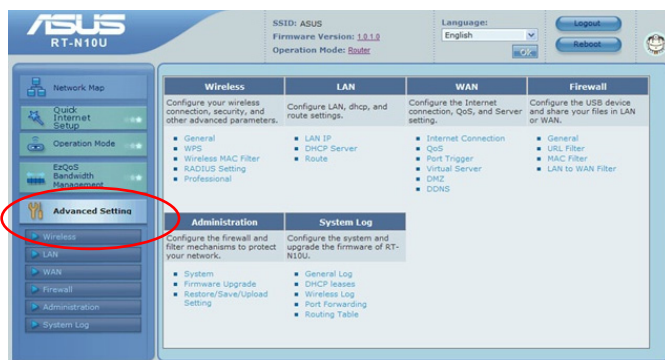 ASUS
RT-N10U
SSID: ASUS
Firmware Version: 1.0.1.0
Operation Mode: Router
Language:
English
Logout
Reboot
Network Map
Quick
Internet
Setup
Operation Mode
EzQoS
Bandwidth
Management
Advanced Setting
Wireless
LAN
WAN
Firewall
Administration
System Log
Wireless
Configure your wireless
connection, security, and
other advanced parameters.
General
WPS
Wireless MAC Filter
RADIUS Setting
Professional
LAN
Configure LAN, dhcp, and
route settings.
LAN IP
DHCP Server
Route
WAN
Configure the Internet
connection, QoS, and Server
setting.
Internet Connection
QoS
Port Trigger
Virtual Server
DMZ
DDNS
Firewall
Configure the USB device
and share your files in LAN
or WAN.
General
URL Filter
MAC Filter
LAN to WAN Filter
Administration
Configure the firewall and
filter mechanisms to protect
your network.
System
Firmware Upgrade
Restore/Save/Upload
Setting
System Log
Configure the system and
upgrade the firmware of RT-
N10U.
General Log
DHCP leases
Wireless Log
Port Forwarding
Routing Table